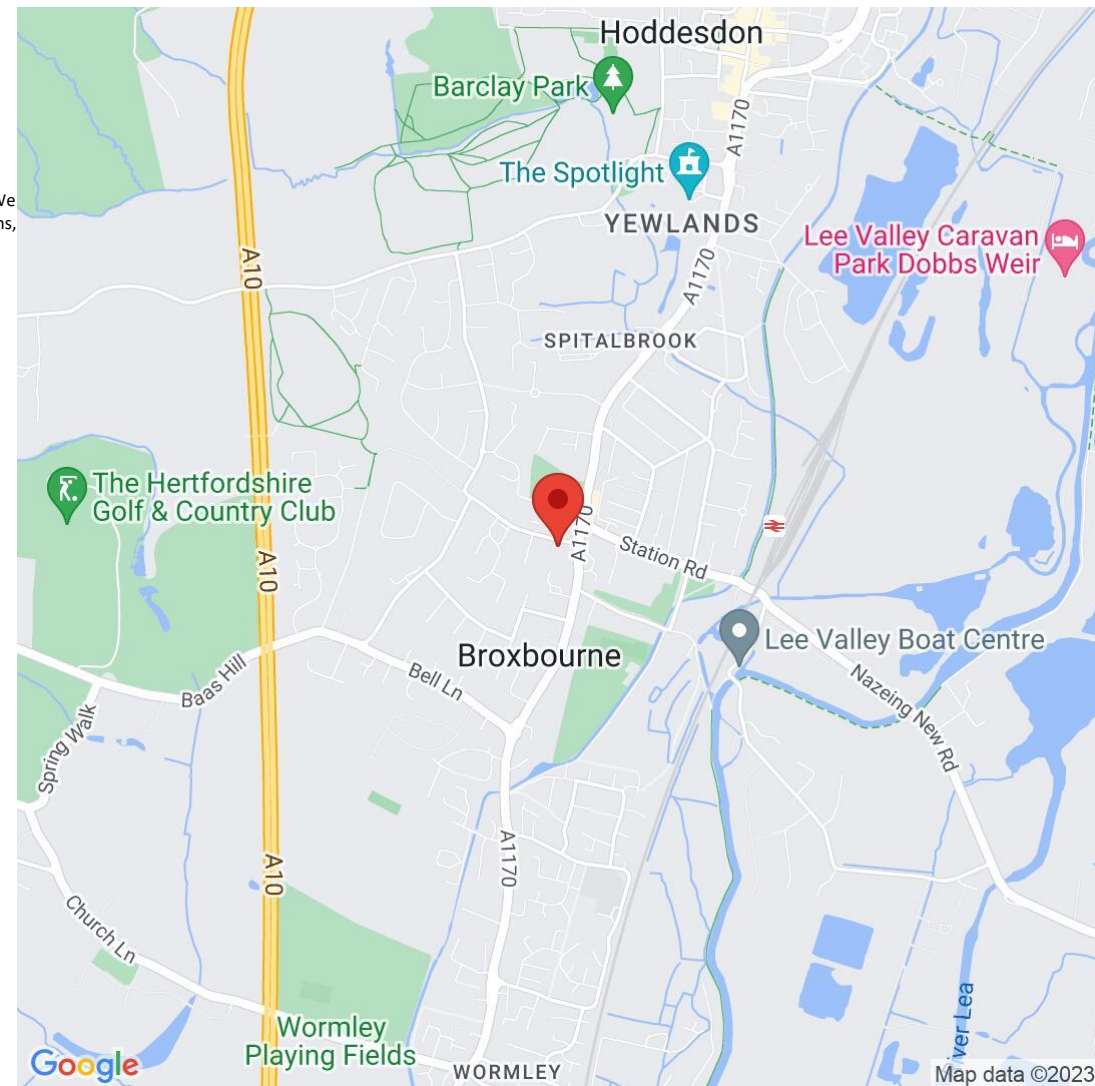 Hoddesdon
Barclay Park
A1170
The Spotlight
YEWLANDS
Lee Valley Caravan
Park Dobbs Weir
A10
A1170
SPITALBROOK
The Hertfordshire
Golf & Country Club
A1170
Station Rd
A10
Broxbourne
Lee Valley Boat Centre
Baas Hill
Bell Ln
Nazeing New Rd
Spring Walk
A1170
A10
Church Ln
Wormley
Playing Fields
Lea
Google
WORMLEY
Map data ©2023